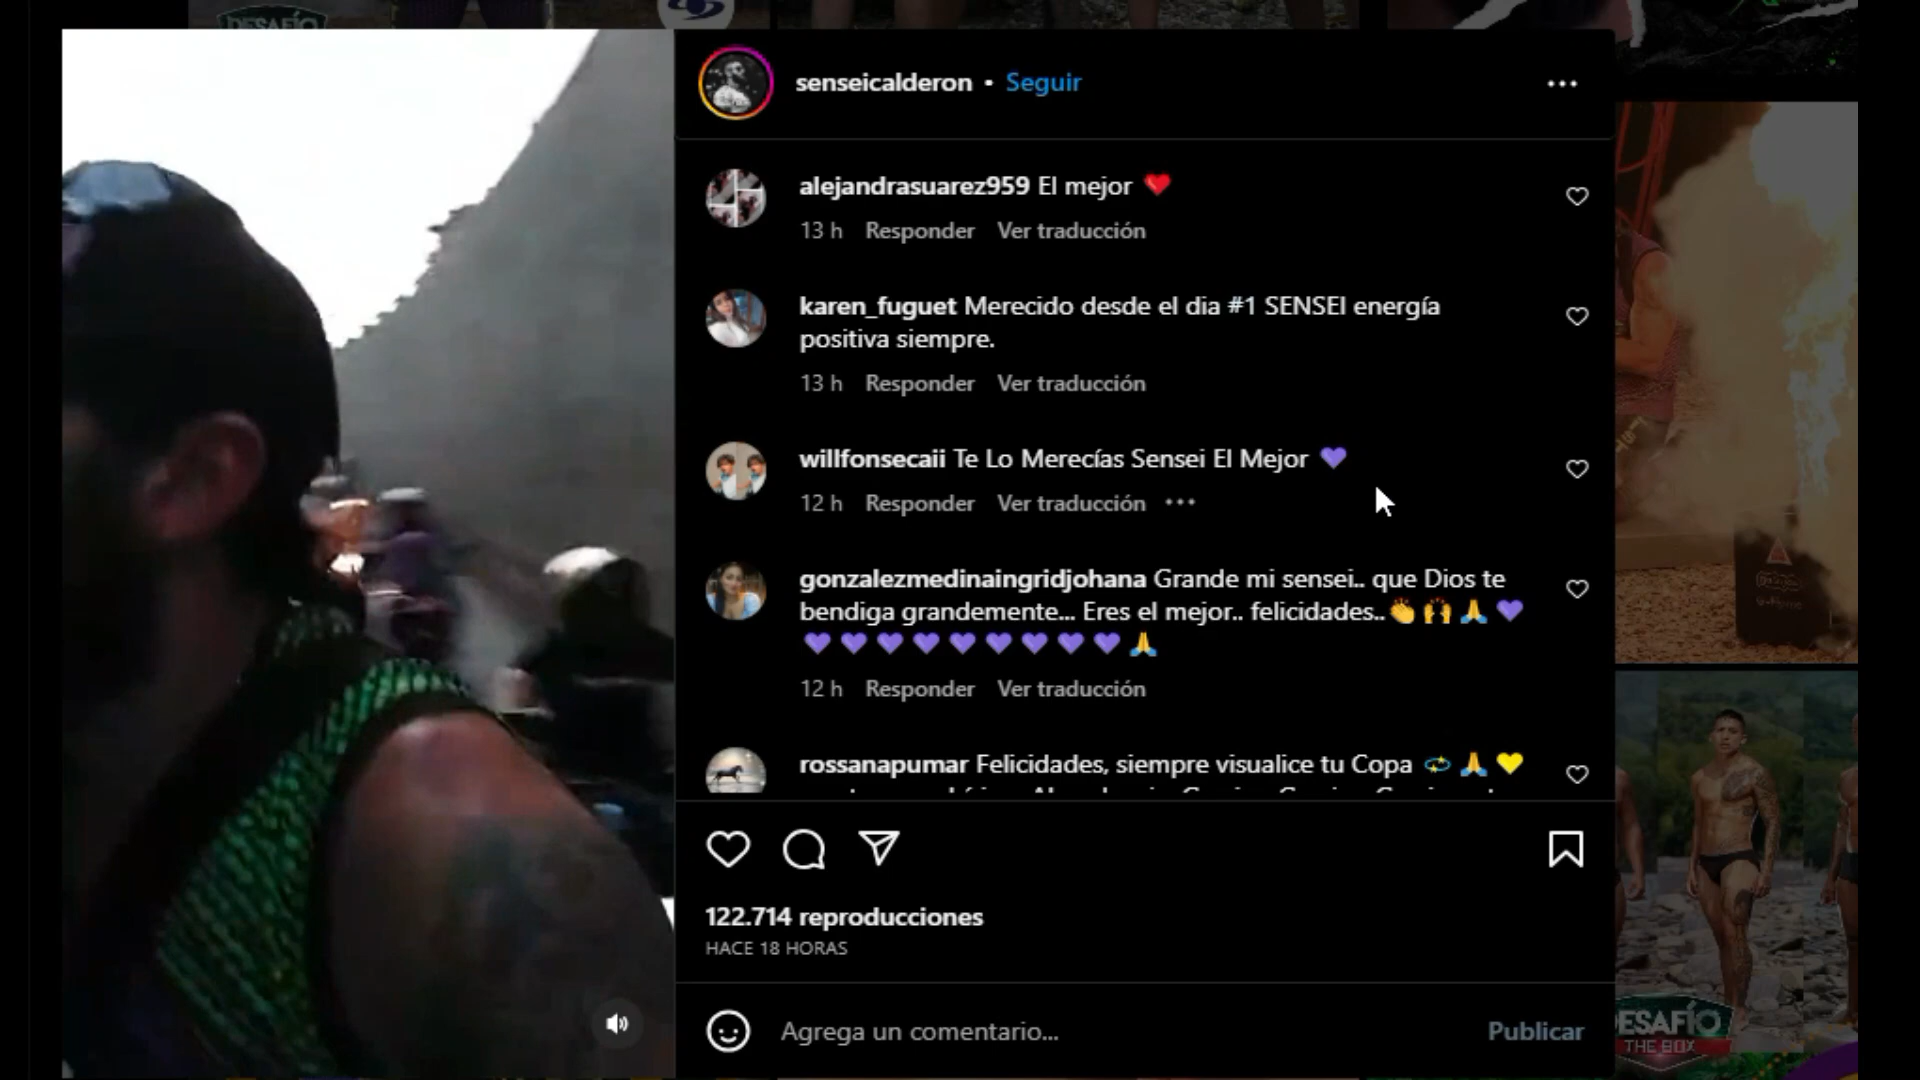 DESAFÍO
senseicalderon • Seguir
alejandrasuarez959 El mejor ❤️
13 h Responder Ver traducción
karen_fuguet Merecido desde el dia #1 SENSEI energía
positiva siempre.
13 h Responder Ver traducción
willfonsecaii Te Lo Merecías Sensei El Mejor 💜
12 h Responder Ver traducción
gonzalezmedinaingridjohana Grande mi sensei.. que Dios te
bendiga grandemente... Eres el mejor.. felicidades..👏🙌🙏💜
💜💜💜💜💜💜💜💜💜🙏
12 h Responder Ver traducción
rossanapumar Felicidades, siempre visualice tu Copa 💫🙏💛
122.714 reproducciones
HACE 18 HORAS
Agrega un comentario...
Publicar
ESAFÍO
THE BOX